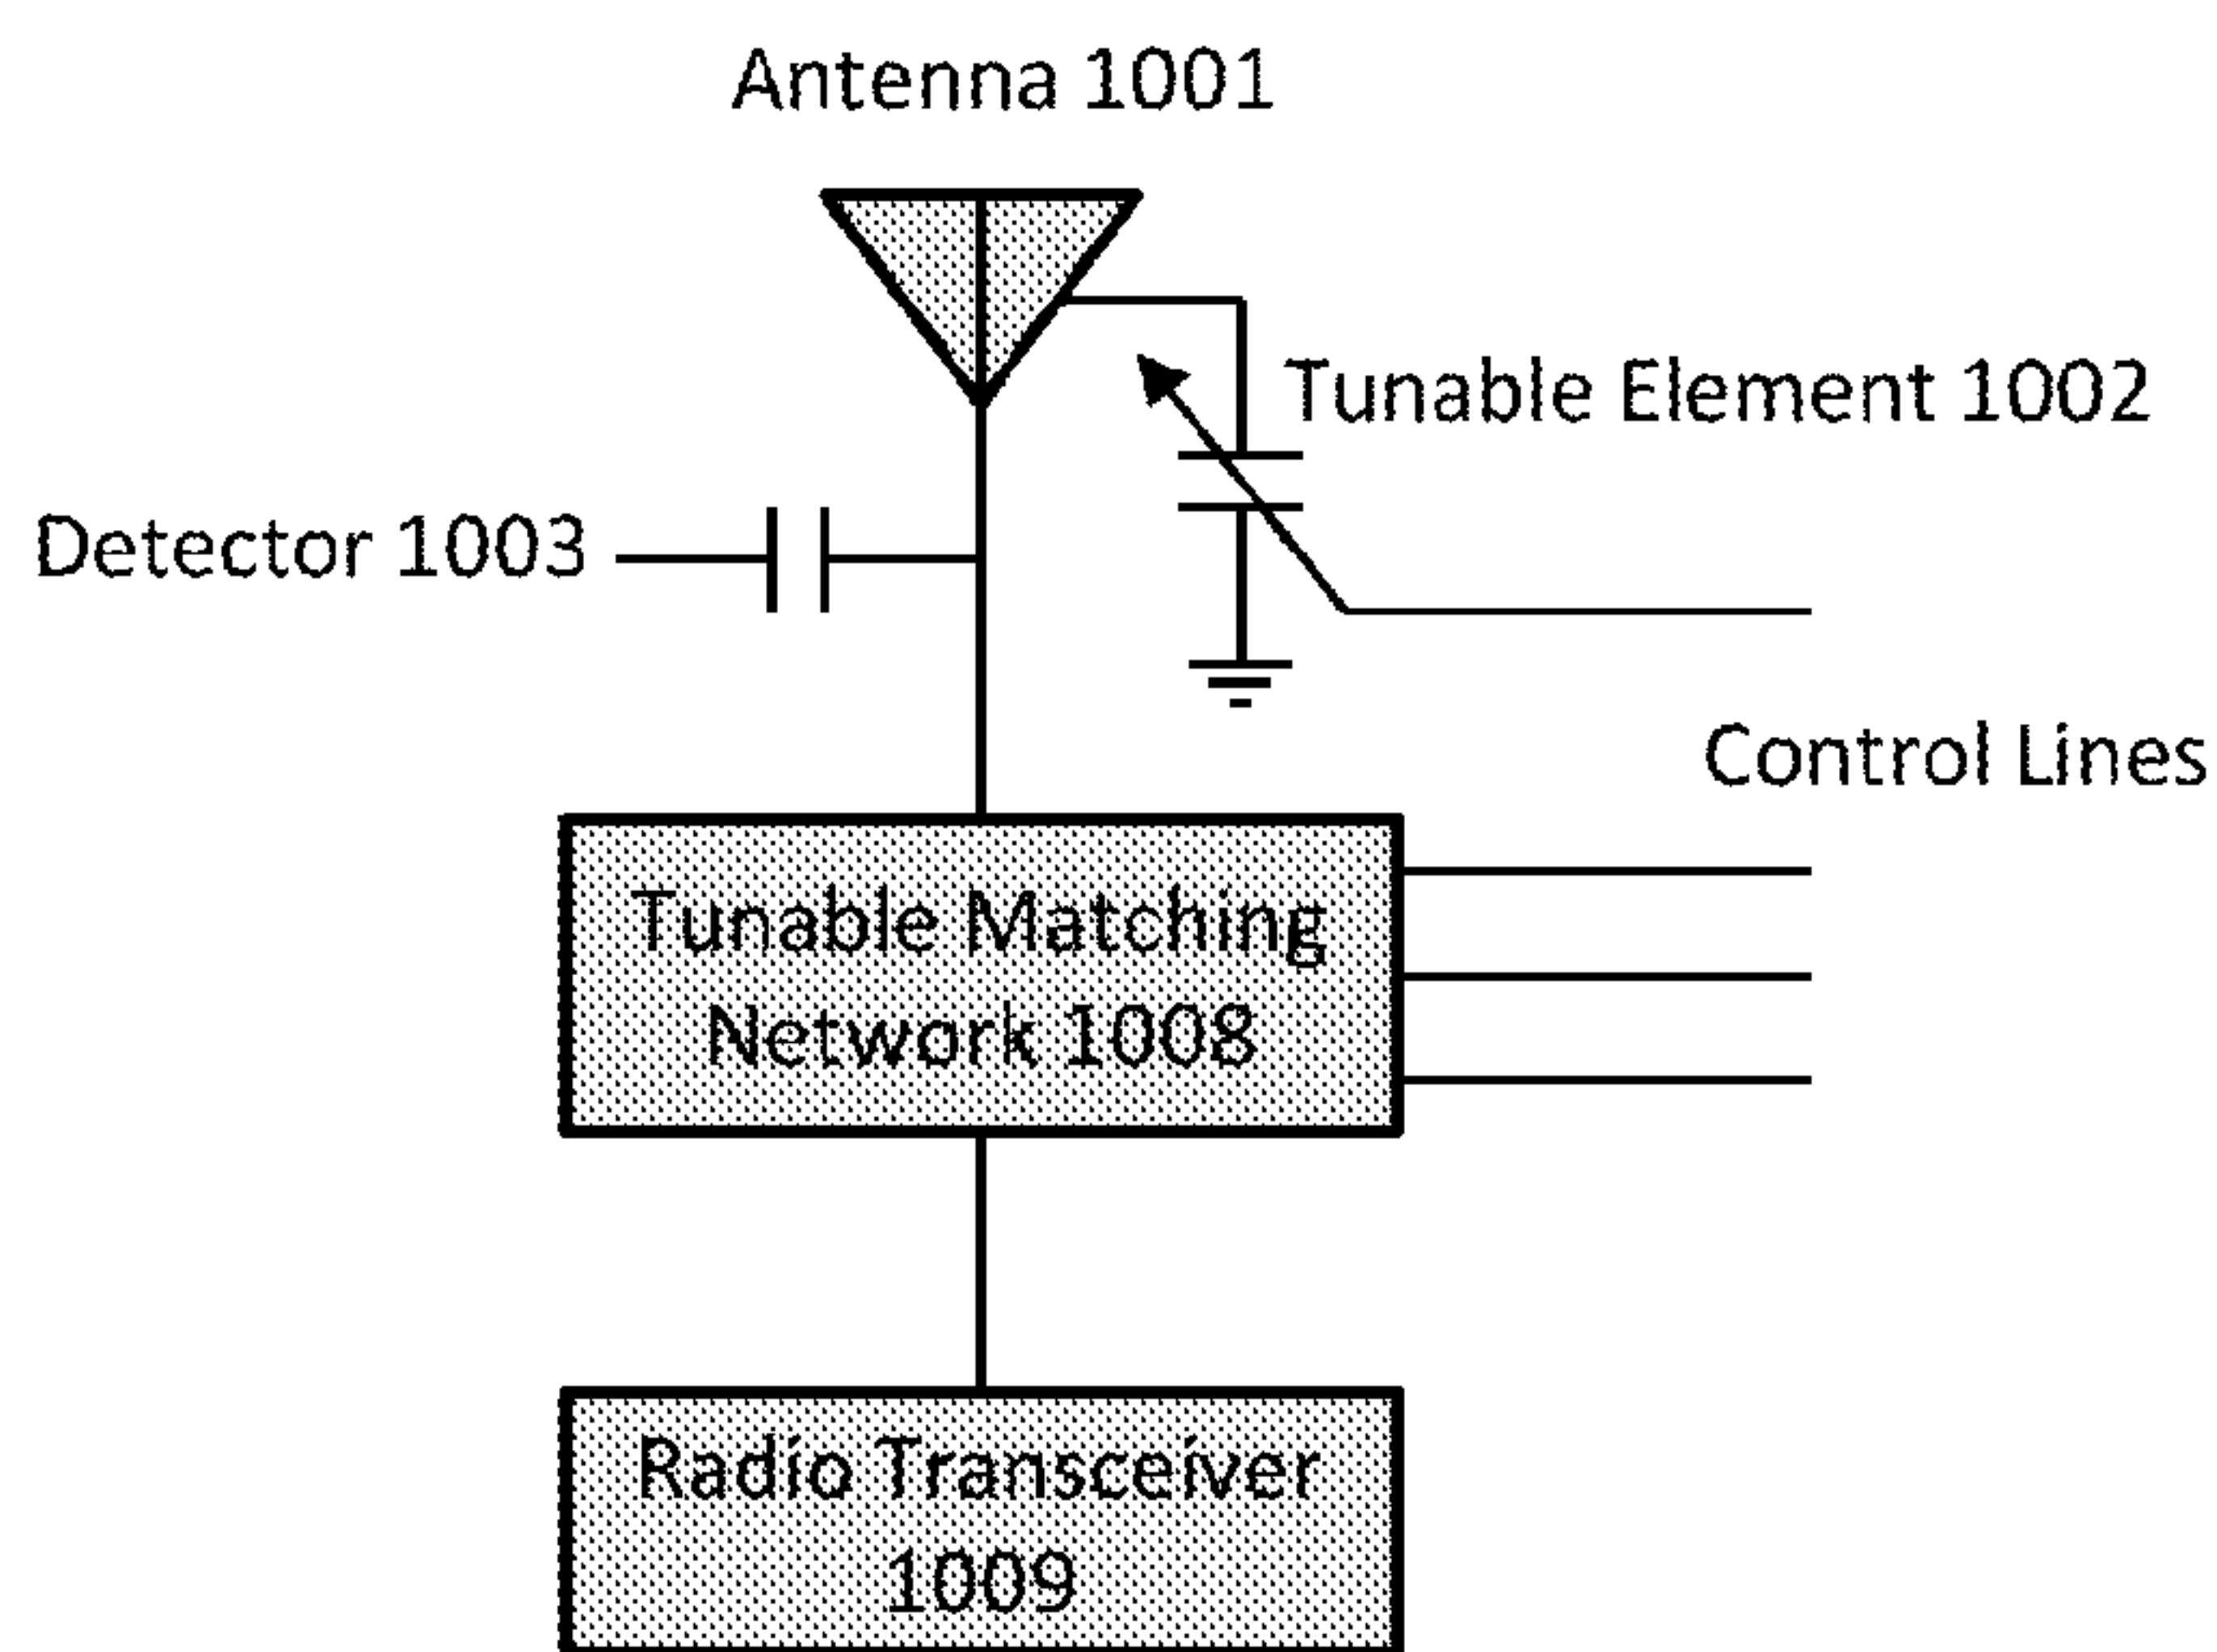 Antenna 1001
Tunable Element 1002
Detector 1003
Control Lines
Tunable Matching
Network 1008
Radio Transceiver
1009